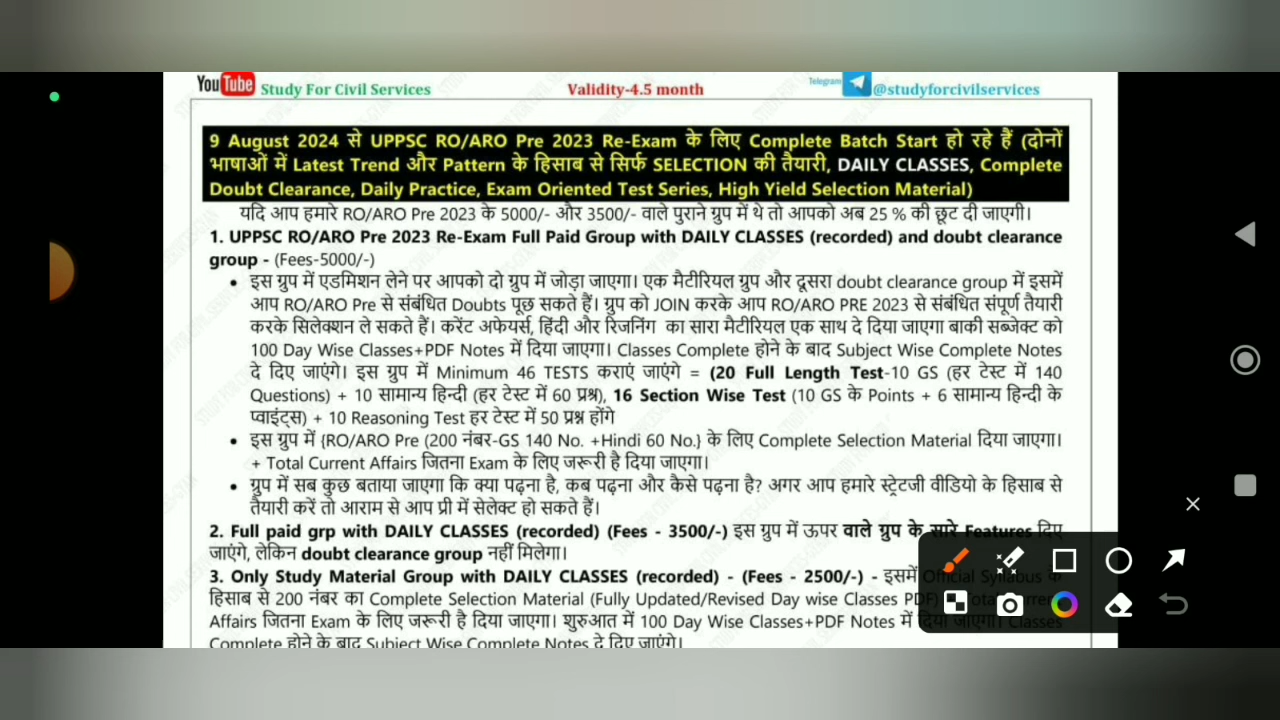 YouTube Study For Civil Services Validity-4.5 month Telegram @studyforcivilservices
9 August 2024 से UPPSC RO/ARO Pre 2023 Re-Exam के लिए Complete Batch Start हो रहे हैं (दोनों
भाषाओं में Latest Trend और Pattern के हिसाब से सिर्फ SELECTION की तैयारी, DAILY CLASSES, Complete
Doubt Clearance, Daily Practice, Exam Oriented Test Series, High Yield Selection Material)
यदि आप हमारे RO/ARO Pre 2023 के 5000/- और 3500/- वाले पुराने ग्रुप में थे तो आपको अब 25 % की छूट दी जाएगी।
1. UPPSC RO/ARO Pre 2023 Re-Exam Full Paid Group with DAILY CLASSES (recorded) and doubt clearance
group - (Fees-5000/-)
• इस ग्रुप में एडमिशन लेने पर आपको दो ग्रुप में जोड़ा जाएगा। एक मैटीरियल ग्रुप और दूसरा doubt clearance group में इसमें
आप RO/ARO Pre से संबंधित Doubts पूछ सकते हैं। ग्रुप को JOIN करके आप RO/ARO PRE 2023 से संबंधित संपूर्ण तैयारी
करके सिलेक्शन ले सकते हैं। करेंट अफेयर्स, हिंदी और रिजनिंग का सारा मैटीरियल एक साथ दे दिया जाएगा बाकी सब्जेक्ट को
100 Day Wise Classes+PDF Notes में दिया जाएगा। Classes Complete होने के बाद Subject Wise Complete Notes
दे दिए जाएंगे। इस ग्रुप में Minimum 46 TESTS कराएं जाएंगे = (20 Full Length Test-10 GS (हर टेस्ट में 140
Questions) + 10 सामान्य हिन्दी (हर टेस्ट में 60 प्रश्न), 16 Section Wise Test (10 GS के Points + 6 सामान्य हिन्दी के
प्वाइंट्स) + 10 Reasoning Test हर टेस्ट में 50 प्रश्न होंगे
• इस ग्रुप में {RO/ARO Pre (200 नंबर-GS 140 No. +Hindi 60 No.} के लिए Complete Selection Material दिया जाएगा।
+ Total Current Affairs जितना Exam के लिए जरूरी है दिया जाएगा।
• ग्रुप में सब कुछ बताया जाएगा कि क्या पढ़ना है, कब पढ़ना और कैसे पढ़ना है? अगर आप हमारे स्ट्रेटजी वीडियो के हिसाब से
तैयारी करें तो आराम से आप प्री में सेलेक्ट हो सकते हैं।
2. Full paid grp with DAILY CLASSES (recorded) (Fees - 3500/-) इस ग्रुप में ऊपर वाले ग्रुप के सारे Features दिए
जाएंगे, लेकिन doubt clearance group नहीं मिलेगा।
3. Only Study Material Group with DAILY CLASSES (recorded) - (Fees - 2500/-) - इसमें Official Syllabus के
हिसाब से 200 नंबर का Complete Selection Material (Fully Updated/Revised Day wise Classes PDF) + Total Current
Affairs जितना Exam के लिए जरूरी है दिया जाएगा। शुरुआत में 100 Day Wise Classes+PDF Notes में दिया जाएगा। Classes
Complete होने के बाद Subject Wise Complete Notes दे दिए जाएंगे।